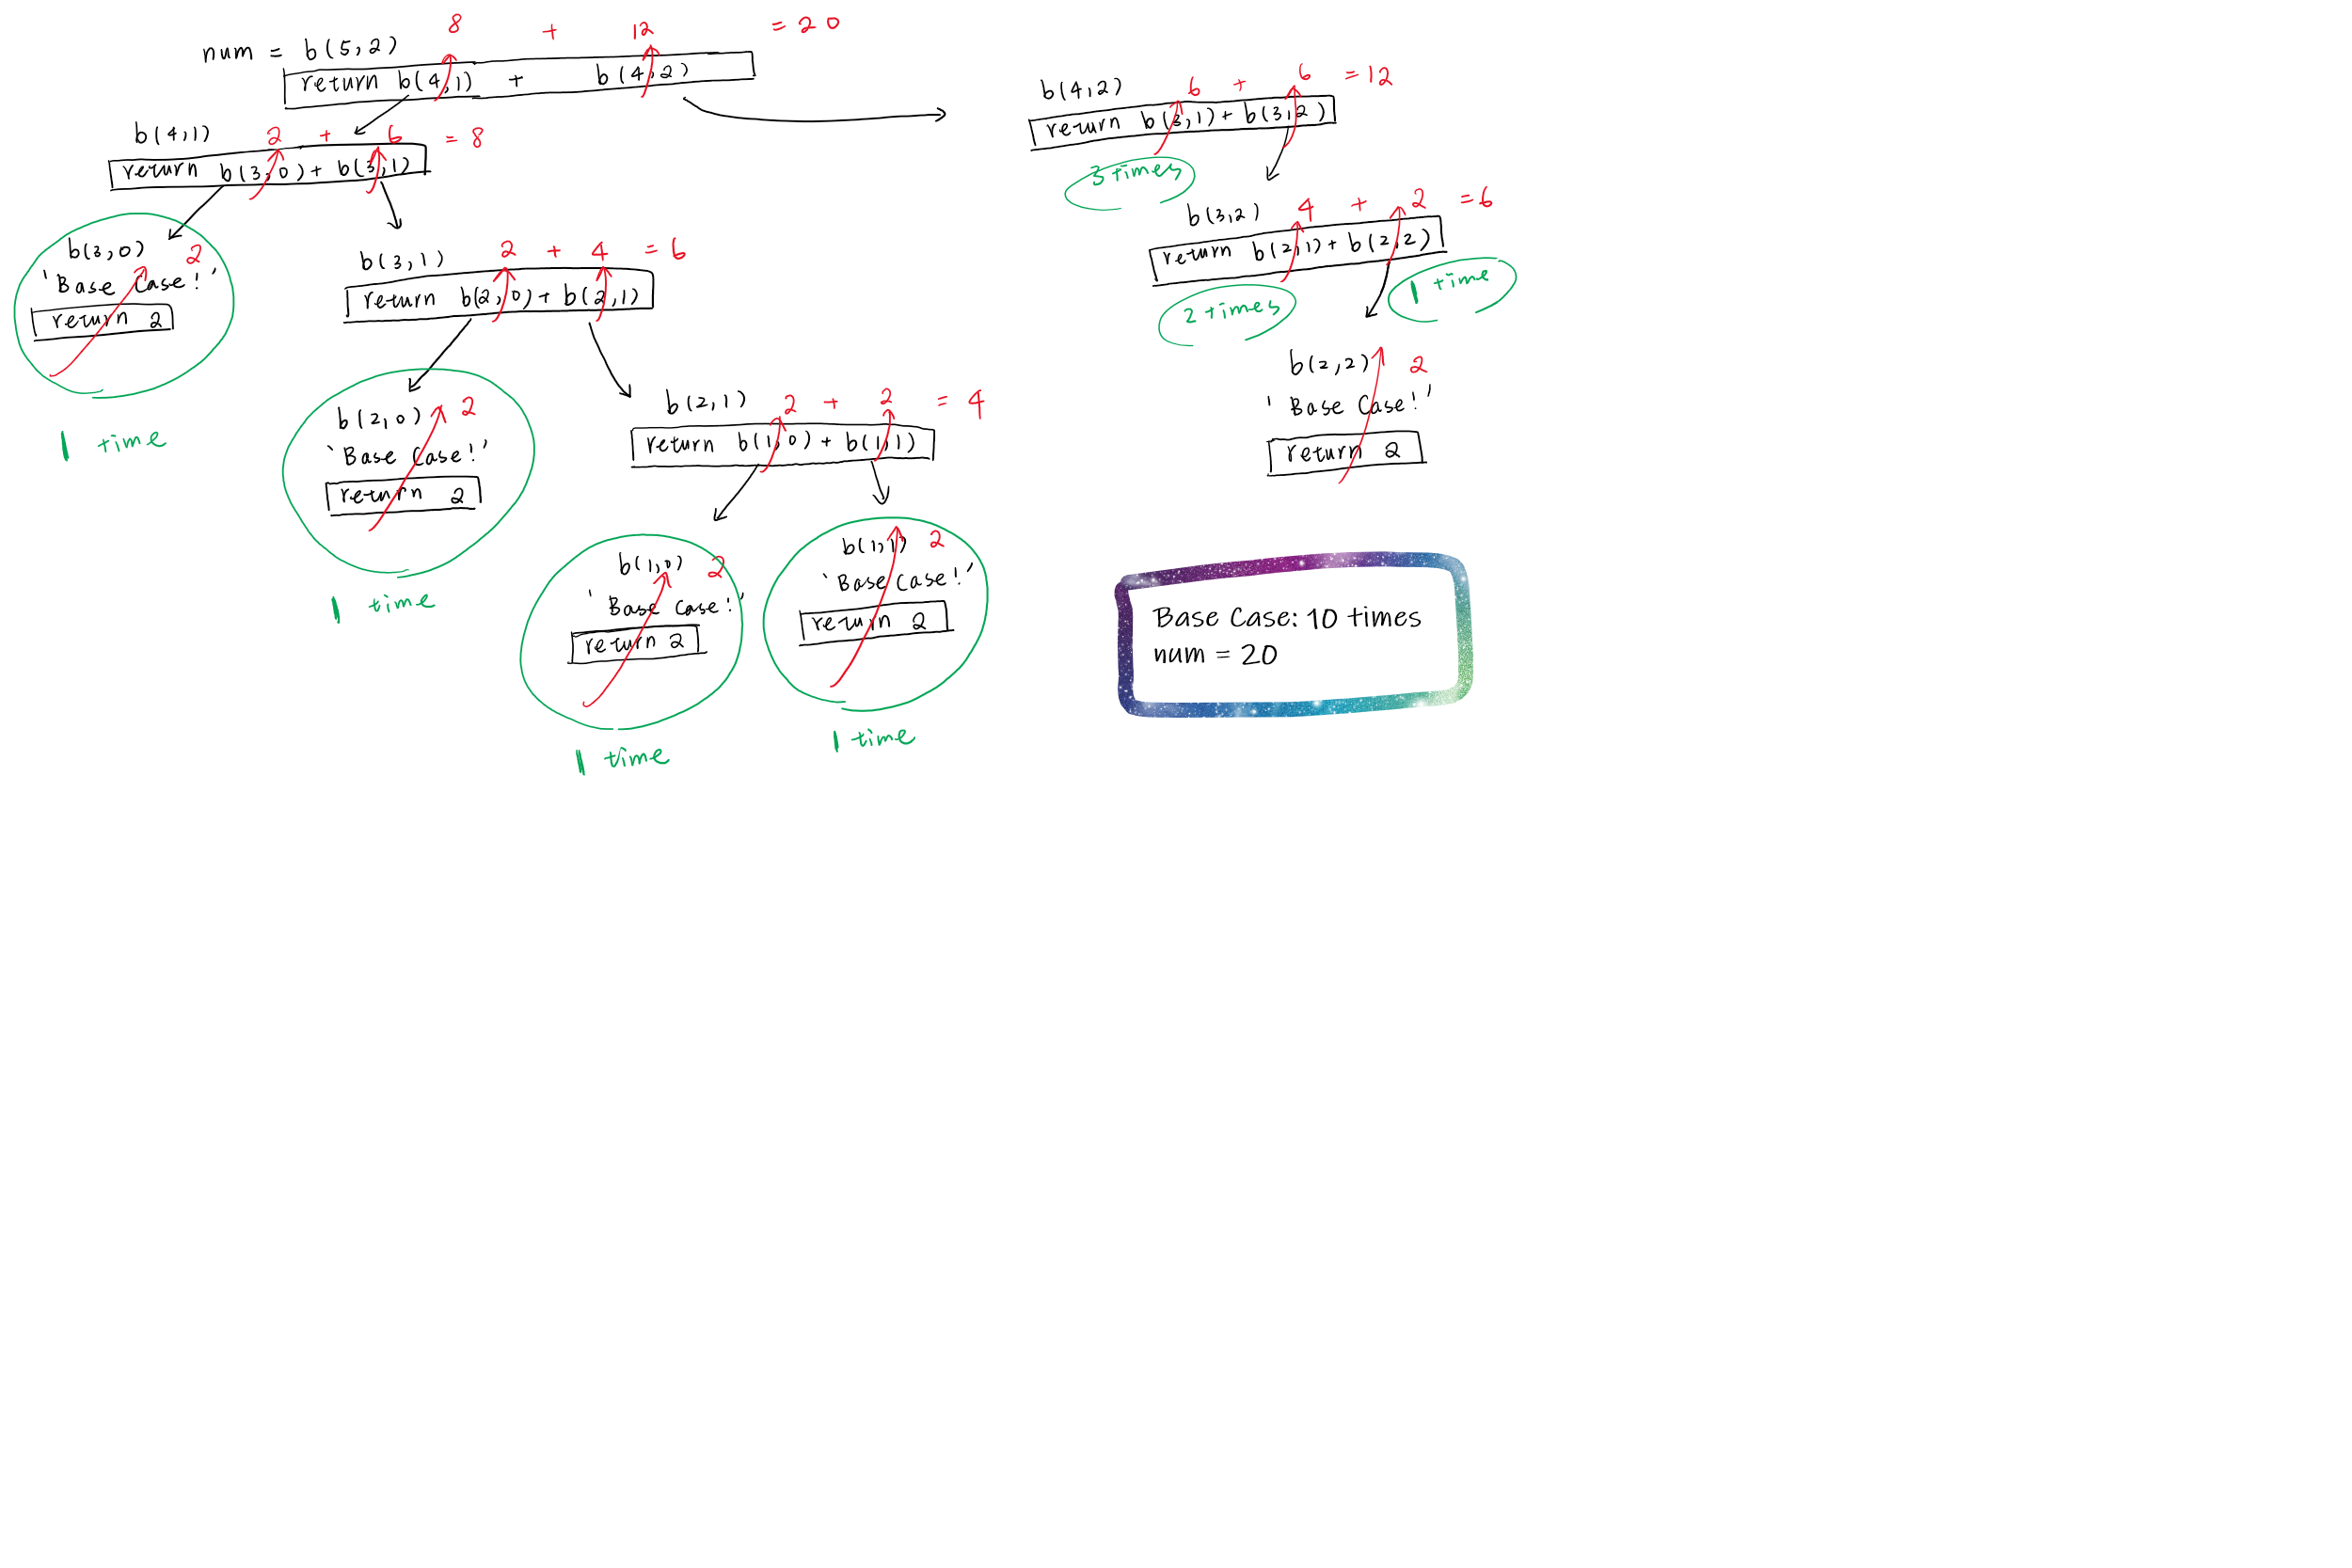 8 + 12 = 20
num = b(5,2)
return b(4,1) + b(4,2)
b(4,1) 2 + 6 = 8
return b(3,0) + b(3,1)
b(3,0) 2
'Base Case!'
return 2
1 time
b(3,1) 2 + 4 = 6
return b(2,0) + b(2,1)
b(2,0) 2
'Base Case!'
return 2
1 time
b(2,1) 2 + 2 = 4
return b(1,0) + b(1,1)
b(1,0) 2
'Base Case!'
return 2
1 time
b(1,1) 2
'Base Case!'
return 2
1 time
b(4,2) 6 + 6 = 12
return b(3,1) + b(3,2)
3 times
b(3,2) 4 + 2 = 6
return b(2,1) + b(2,2)
2 times
1 time
b(2,2) 2
'Base Case!'
return 2
Base Case: 10 times
num = 20